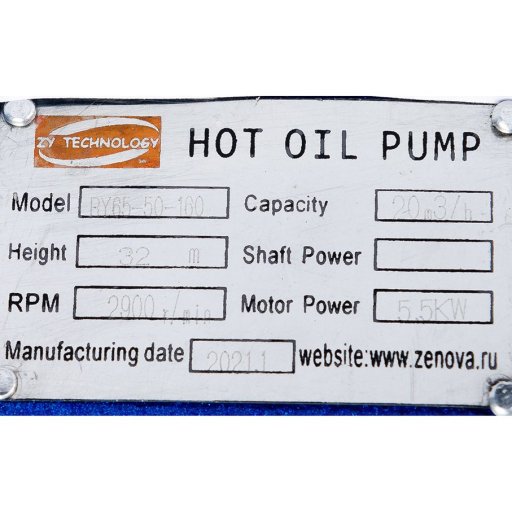 ZY TECHNOLOGY HOT OIL PUMP
Model RY65-50-160 Capacity 20m3/h
Height 32 m Shaft Power
RPM 2900r/min Motor Power 5.5KW
Manufacturing date 2021.1 website:www.zenova.ru